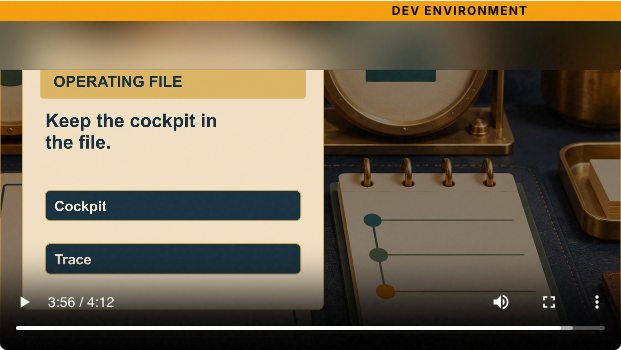 DEV ENVIRONMENT
OPERATING FILE
Keep the cockpit in
the file.
Cockpit
Trace
3:56 / 4:12